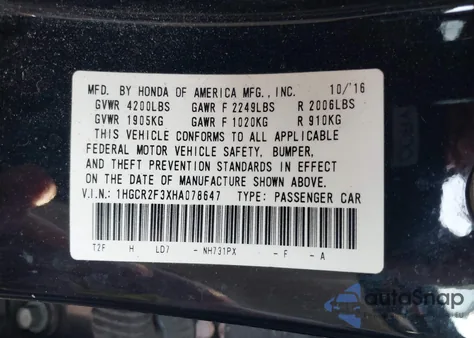 MFD. BY HONDA OF AMERICA MFG., INC. 10/16
GVWR 4200LBS GAWR F 2249LBS R 2006LBS
GVWR 1905KG GAWR F 1020KG R 910KG
THIS VEHICLE CONFORMS TO ALL APPLICABLE
FEDERAL MOTOR VEHICLE SAFETY, BUMPER,
AND THEFT PREVENTION STANDARDS IN EFFECT
ON THE DATE OF MANUFACTURE SHOWN ABOVE.
V.I.N.: 1HGCR2F3XHA078647 TYPE: PASSENGER CAR
T2F H LD7 - NH731PX - F - A
autoSnap